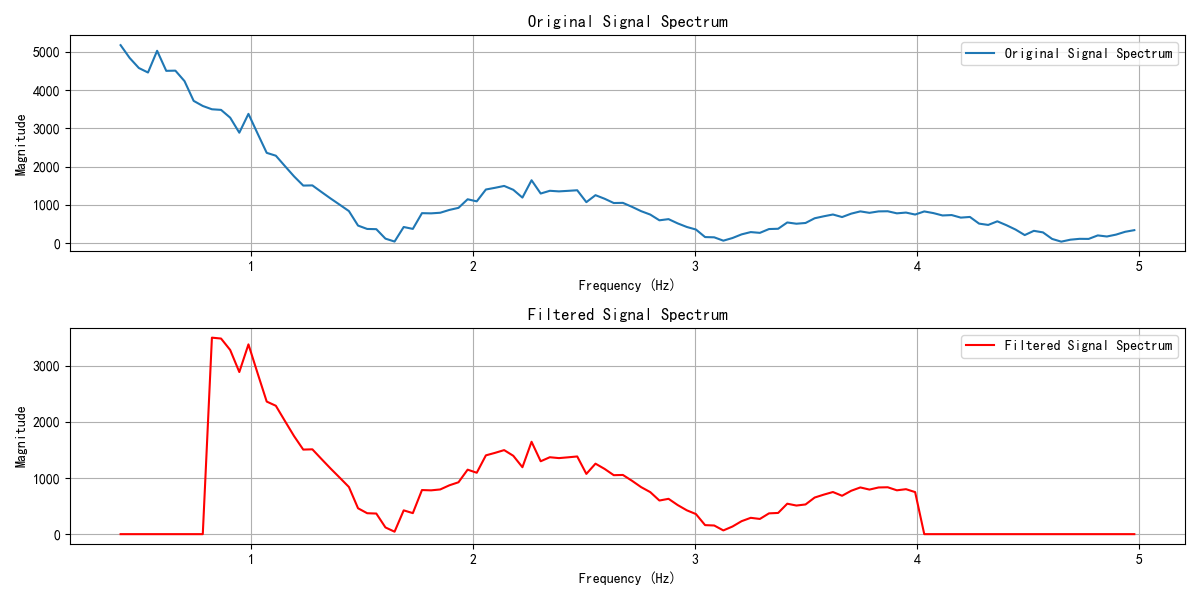 Original Signal Spectrum
Original Signal Spectrum
Magnitude
5000
4000
3000
2000
1000
0
1 2 3 4 5
Frequency (Hz)
Filtered Signal Spectrum
Filtered Signal Spectrum
Magnitude
3000
2000
1000
0
1 2 3 4 5
Frequency (Hz)